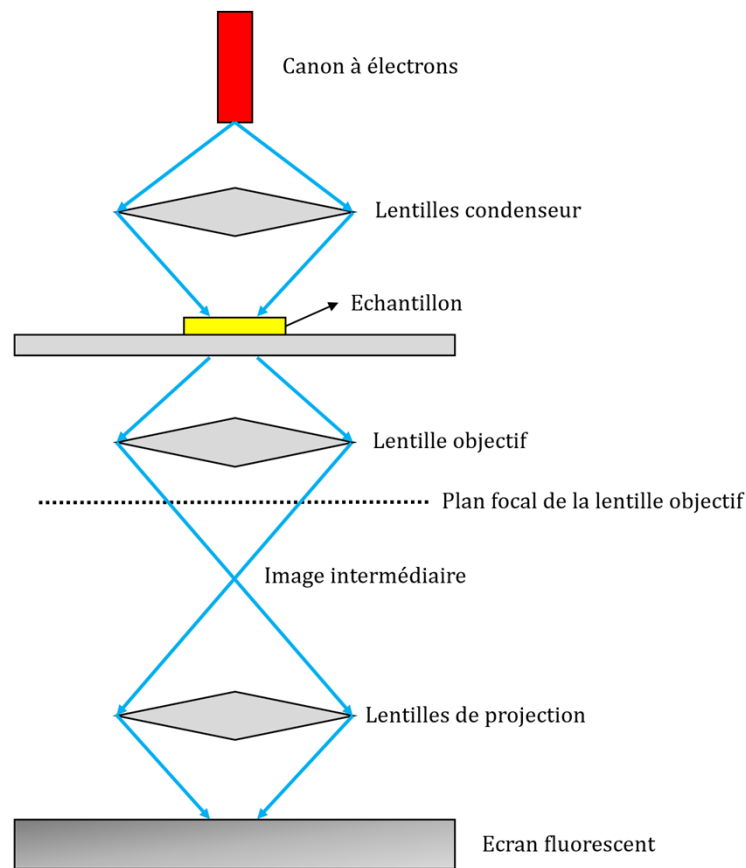 Canon à électrons
Lentilles condenseur
Echantillon
Lentille objectif
Plan focal de la lentille objectif
Image intermédiaire
Lentilles de projection
Ecran fluorescent